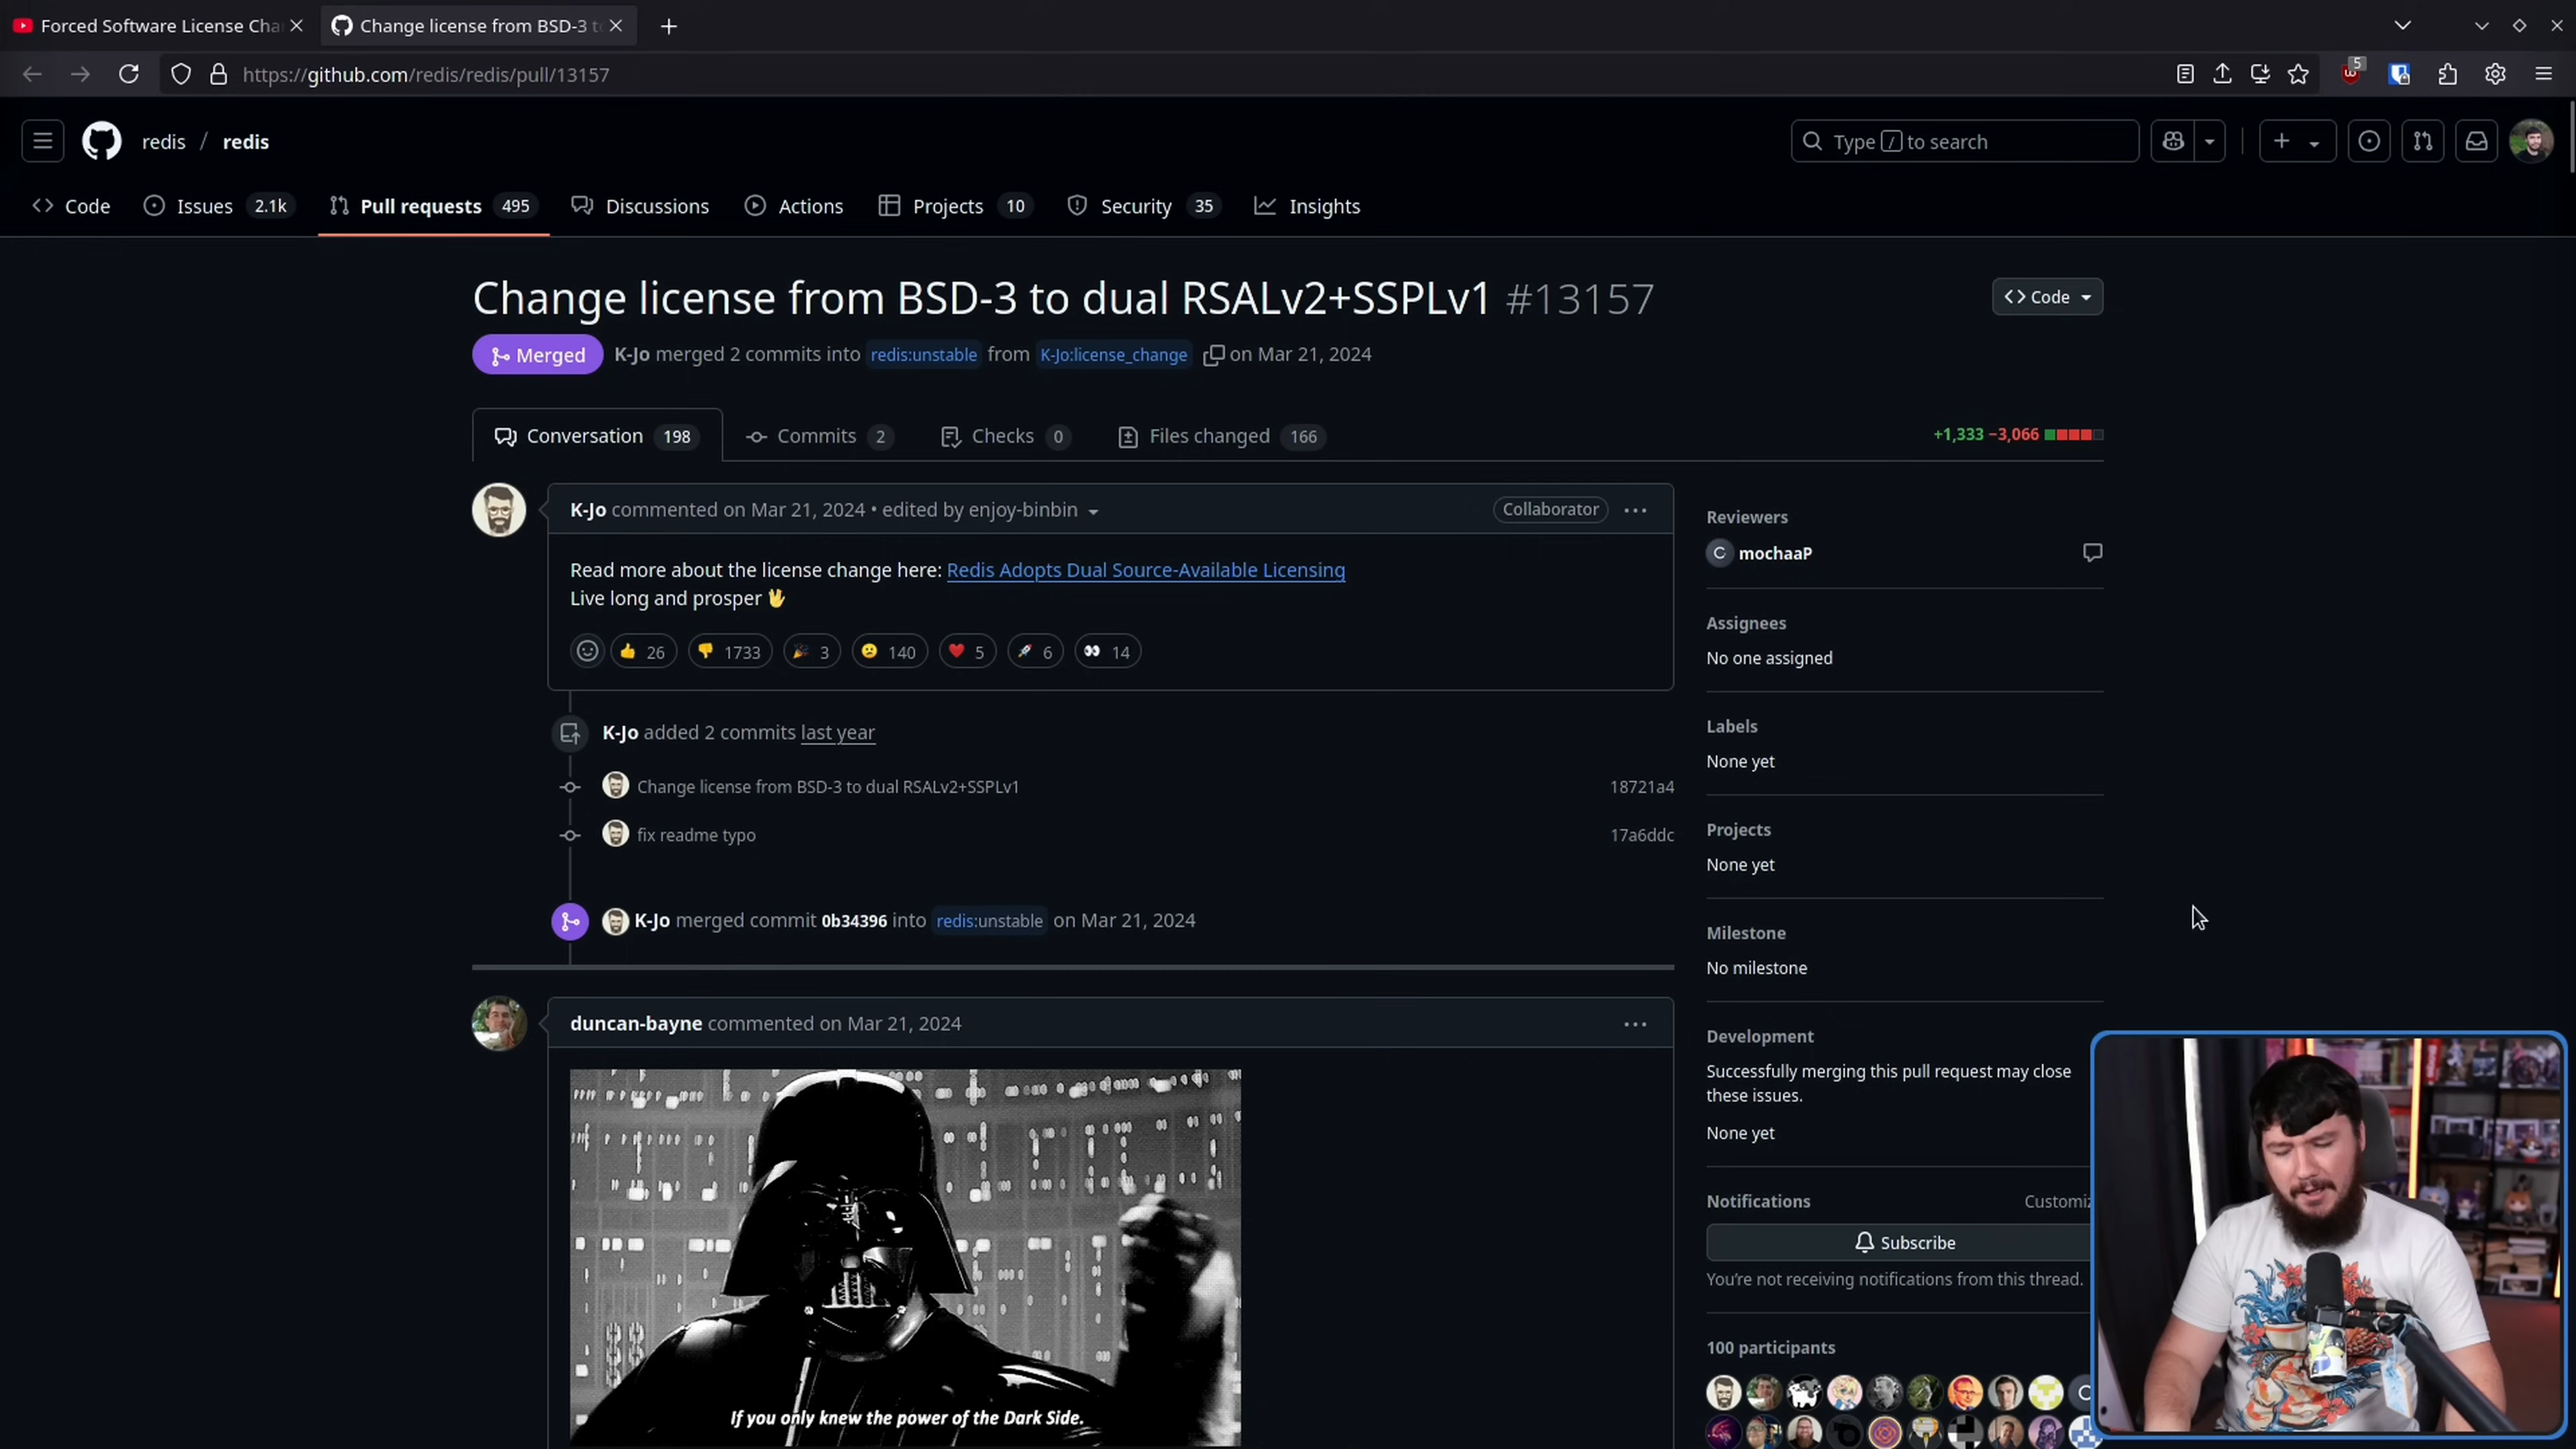 Forced Software License Cha
Change license from BSD-3 to
https://github.com/redis/redis/pull/13157
5
redis / redis
Type / to search
Code
Issues 2.1k
Pull requests 495
Discussions
Actions
Projects 10
Security 35
Insights
Change license from BSD-3 to dual RSALv2+SSPLv1 #13157
Code
Merged K-Jo merged 2 commits into redis:unstable from K-Jo:license_change on Mar 21, 2024
Conversation 198
Commits 2
Checks 0
Files changed 166
+1,333 −3,066
K-Jo commented on Mar 21, 2024 • edited by enjoy-binbin
Collaborator
Read more about the license change here: Redis Adopts Dual Source-Available Licensing
Live long and prosper 🖖
👍 26 👎 1733 🎉 3 😕 140 ❤️ 5 🚀 6 👀 14
K-Jo added 2 commits last year
Change license from BSD-3 to dual RSALv2+SSPLv1 18721a4
fix readme typo 17a6ddc
K-Jo merged commit 0b34396 into redis:unstable on Mar 21, 2024
duncan-bayne commented on Mar 21, 2024
If you only knew the power of the Dark Side.
Reviewers
C mochaaP
Assignees
No one assigned
Labels
None yet
Projects
None yet
Milestone
No milestone
Development
Successfully merging this pull request may close
these issues.
None yet
Notifications
Customiz
Subscribe
You're not receiving notifications from this thread.
100 participants